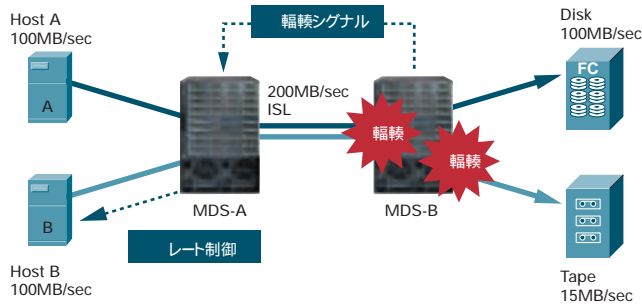 Host A
100MB/sec
A
輻輳シグナル
Disk
100MB/sec
FC
200MB/sec
ISL
輻輳
輻輳
MDS-A
MDS-B
B
レート制御
Host B
100MB/sec
Tape
15MB/sec